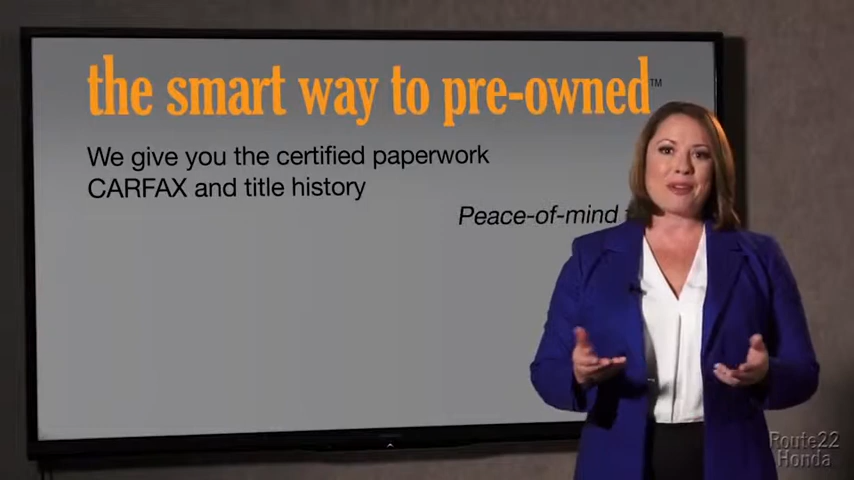 the smart way to pre-owned™
We give you the certified paperwork
CARFAX and title history
Peace-of-mind
Route22
Honda